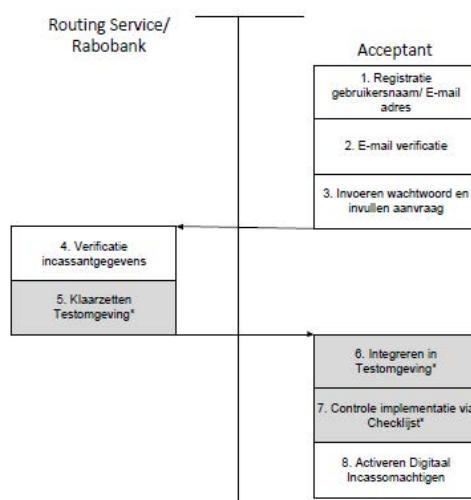 Routing Service/
Rabobank
Acceptant
1. Registratie
gebruikersnaam/ E-mail
adres
2. E-mail verificatie
3. Invoeren wachtwoord en
invullen aanvraag
4. Verificatie
incassantgegevens
5. Klaarzetten
Testomgeving*
6. Integreren in
Testomgeving*
7. Controle implementatie via
Checklijst*
8. Activeren Digitaal
Incassomachtigen